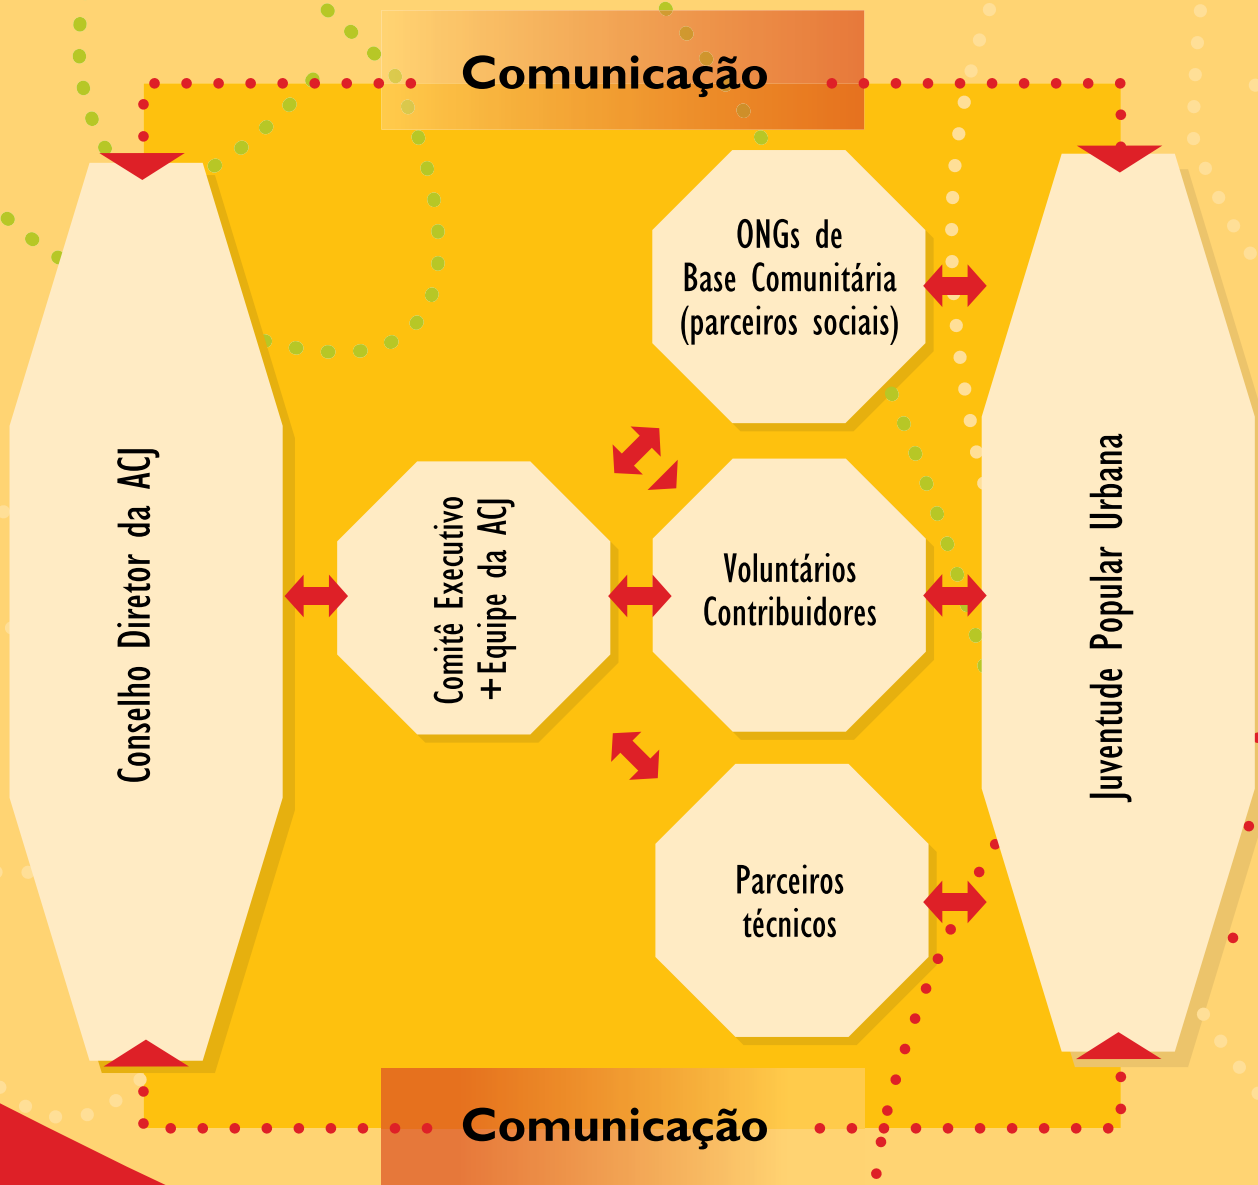 Comunicação
ONGs de
Base Comunitária
(parceiros sociais)
Conselho Diretor da ACJ
Comitê Executivo
+Equipe da ACJ
Voluntários
Contribuidores
Juventude Popular Urbana
Parceiros
técnicos
Comunicação